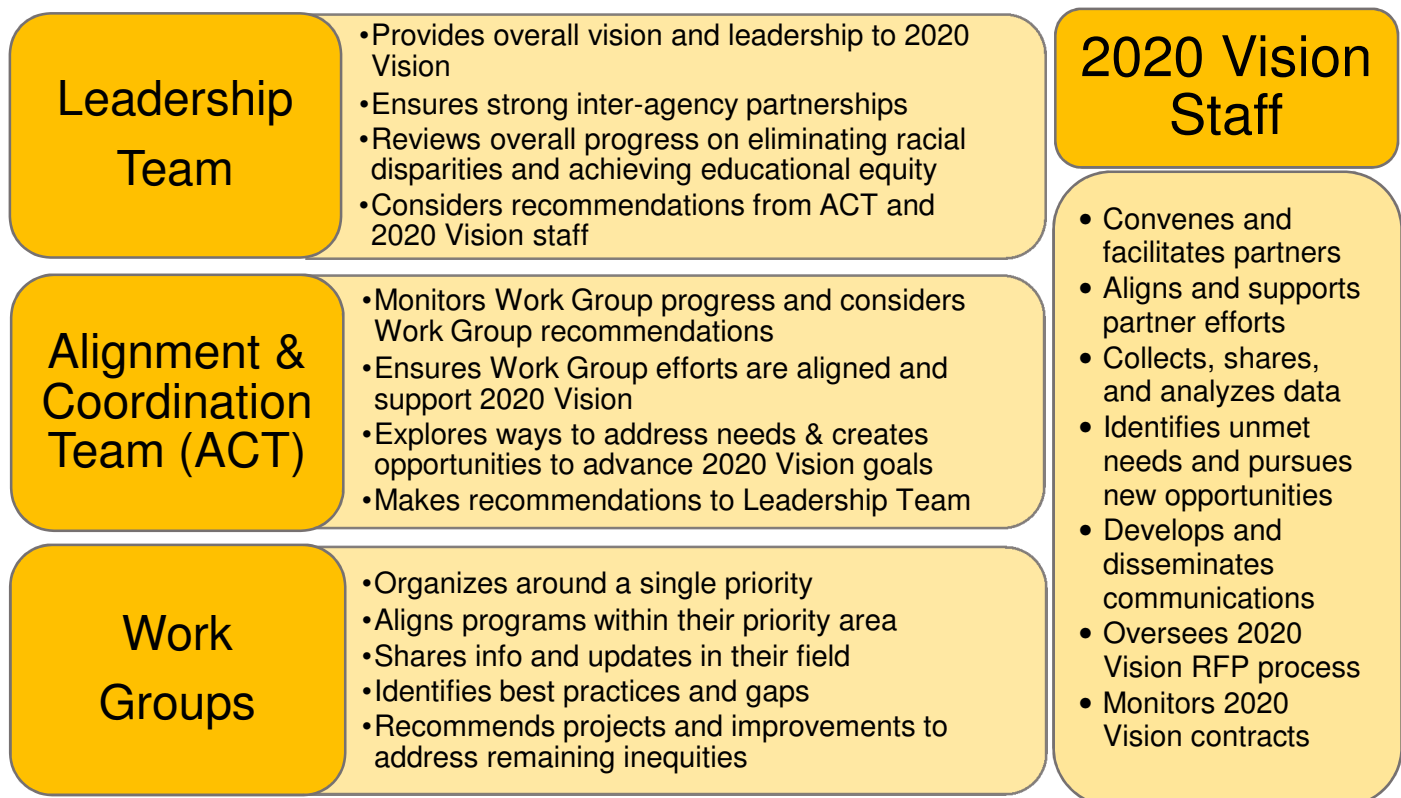 Leadership
Team
•Provides overall vision and leadership to 2020
Vision
•Ensures strong inter-agency partnerships
•Reviews overall progress on eliminating racial
disparities and achieving educational equity
•Considers recommendations from ACT and
2020 Vision staff
Alignment &
Coordination
Team (ACT)
•Monitors Work Group progress and considers
Work Group recommendations
•Ensures Work Group efforts are aligned and
support 2020 Vision
•Explores ways to address needs & creates
opportunities to advance 2020 Vision goals
•Makes recommendations to Leadership Team
Work
Groups
•Organizes around a single priority
•Aligns programs within their priority area
•Shares info and updates in their field
•Identifies best practices and gaps
•Recommends projects and improvements to
address remaining inequities
2020 Vision
Staff
• Convenes and
facilitates partners
• Aligns and supports
partner efforts
• Collects, shares,
and analyzes data
• Identifies unmet
needs and pursues
new opportunities
• Develops and
disseminates
communications
• Oversees 2020
Vision RFP process
• Monitors 2020
Vision contracts